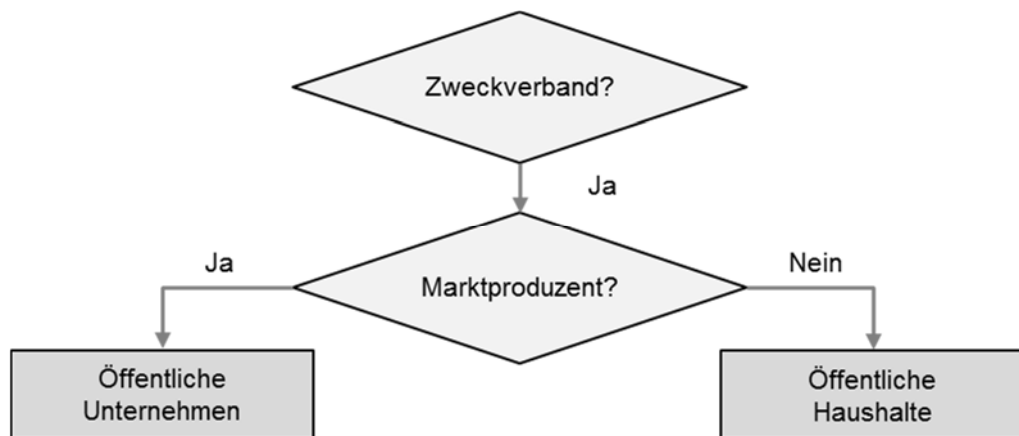 Zweckverband?
Ja
Ja
Nein
Marktproduzent?
Öffentliche
Unternehmen
Öffentliche
Haushalte